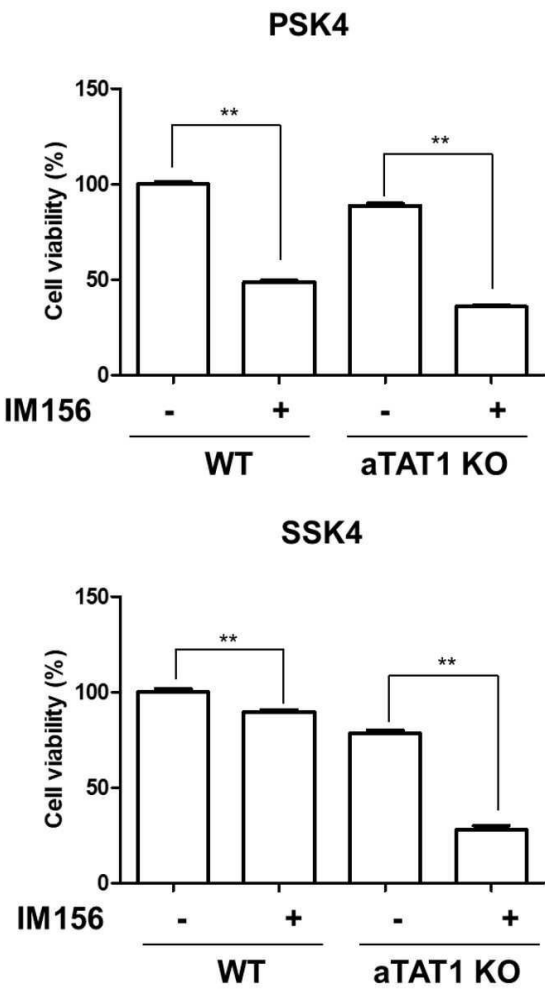 PSK4
150
**
**
100
50
0
Cell viability (%)
IM156 - + - +
WT aTAT1 KO
SSK4
150
**
**
100
50
0
Cell viability (%)
IM156 - + - +
WT aTAT1 KO